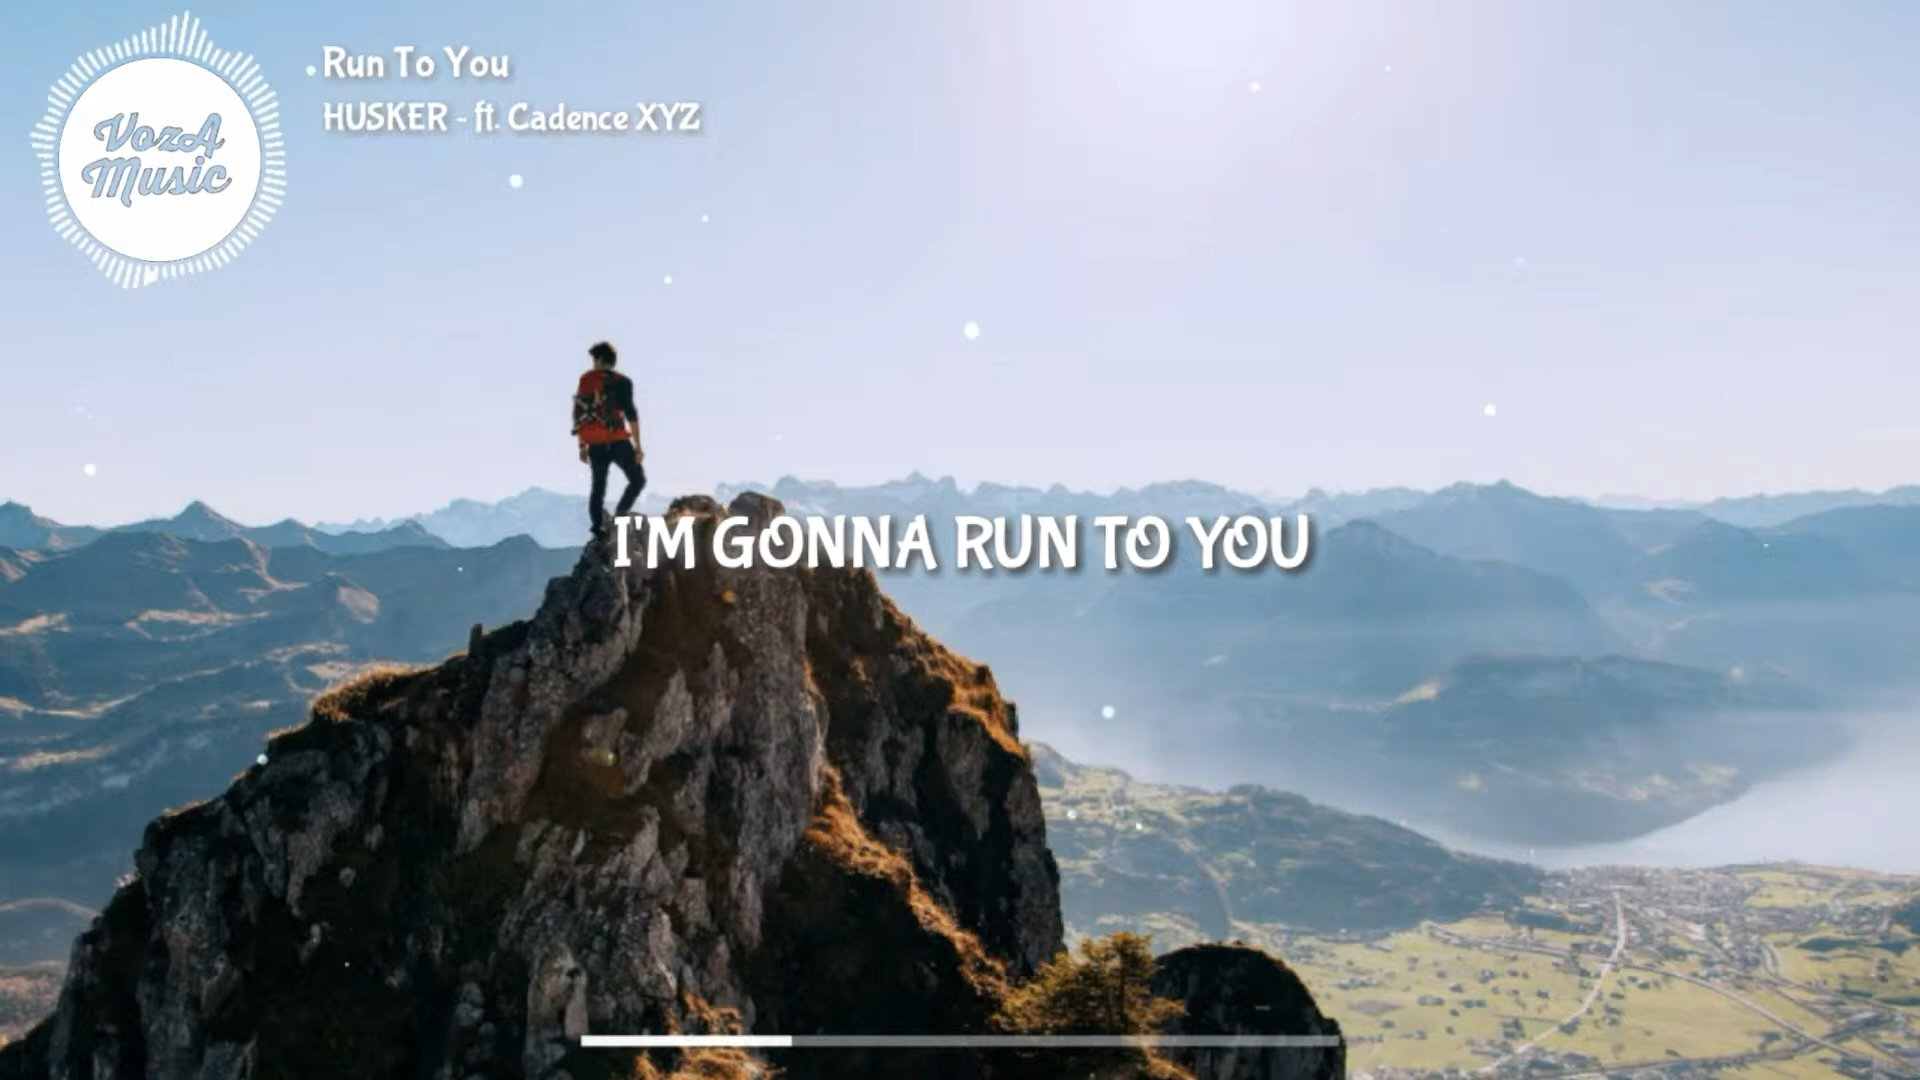 VozA
Music
Run To You
HUSKER - ft. Cadence XYZ
I'M GONNA RUN TO YOU